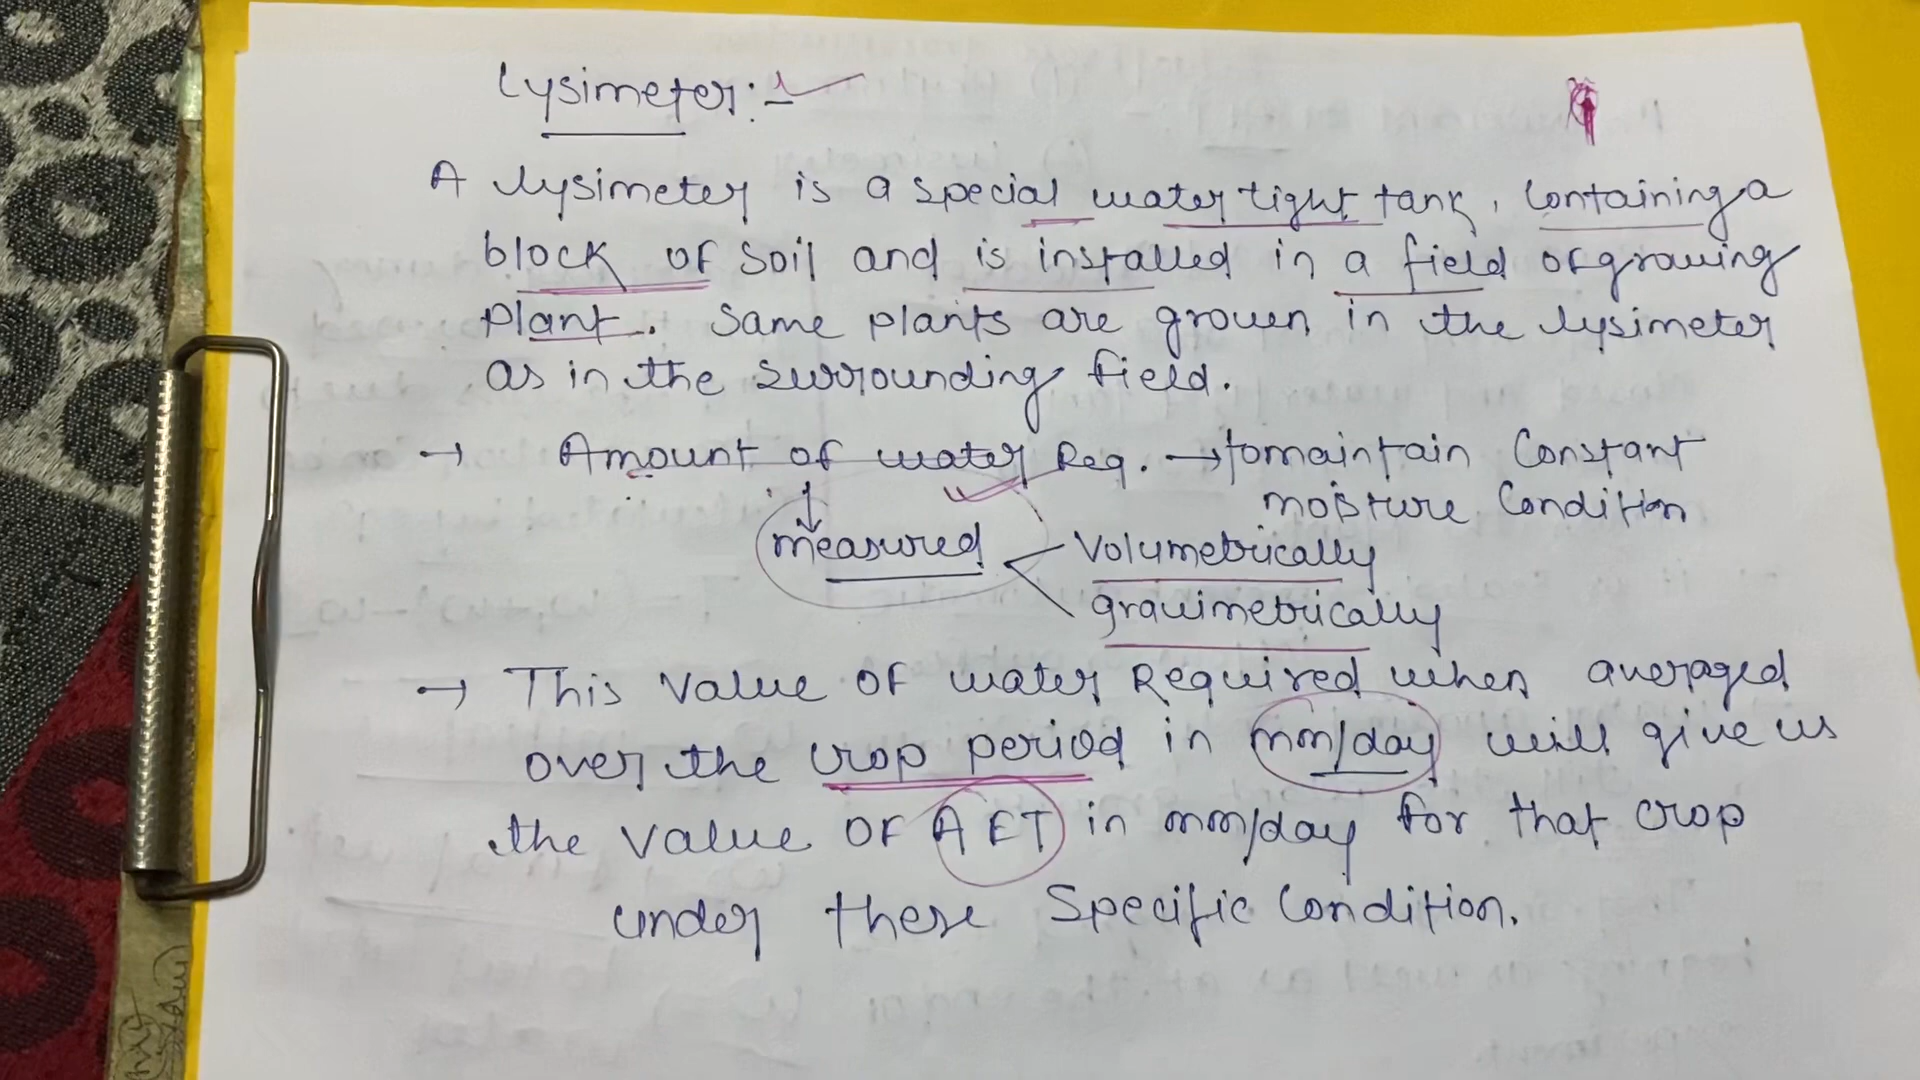 Lysimeter:-
A lysimeter is a special water tight tank, containing a
block of soil and is installed in a field of growing
plant. Same plants are grown in the lysimeter
as in the surrounding field.
→ Amount of water Req. → to maintain Constant
moisture Condition
↓
measured
Volumetrically
gravimetrically
→ This value of water Required when averaged
over the crop period in mm/day will give us
the value of AET in mm/day for that crop
under these Specific Condition.